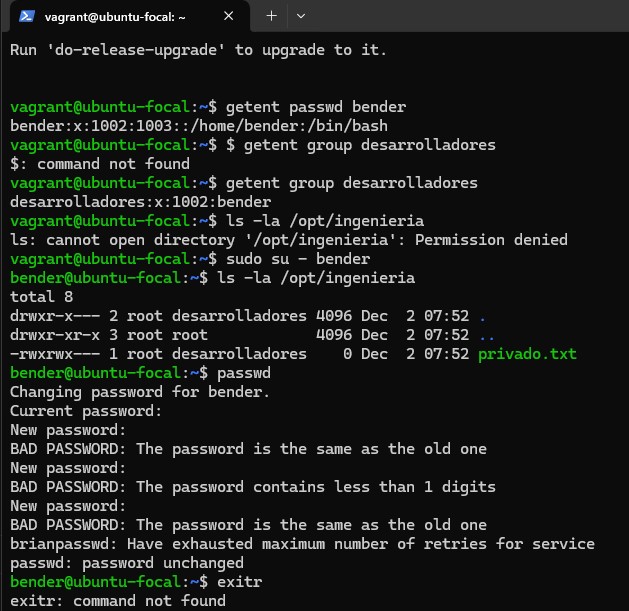 vagrant@ubuntu-focal: ~
Run 'do-release-upgrade' to upgrade to it.
vagrant@ubuntu-focal:~$ getent passwd bender
bender:x:1002:1003::/home/bender:/bin/bash
vagrant@ubuntu-focal:~$ $ getent group desarrolladores
$: command not found
vagrant@ubuntu-focal:~$ getent group desarrolladores
desarrolladores:x:1002:bender
vagrant@ubuntu-focal:~$ ls -la /opt/ingenieria
ls: cannot open directory '/opt/ingenieria': Permission denied
vagrant@ubuntu-focal:~$ sudo su - bender
bender@ubuntu-focal:~$ ls -la /opt/ingenieria
total 8
drwxr-x--- 2 root desarrolladores 4096 Dec  2 07:52 .
drwxr-xr-x 3 root root            4096 Dec  2 07:52 ..
-rwxrwx--- 1 root desarrolladores    0 Dec  2 07:52 privado.txt
bender@ubuntu-focal:~$ passwd
Changing password for bender.
Current password:
New password:
BAD PASSWORD: The password is the same as the old one
New password:
BAD PASSWORD: The password contains less than 1 digits
New password:
BAD PASSWORD: The password is the same as the old one
brianpasswd: Have exhausted maximum number of retries for service
passwd: password unchanged
bender@ubuntu-focal:~$ exitr
exitr: command not found